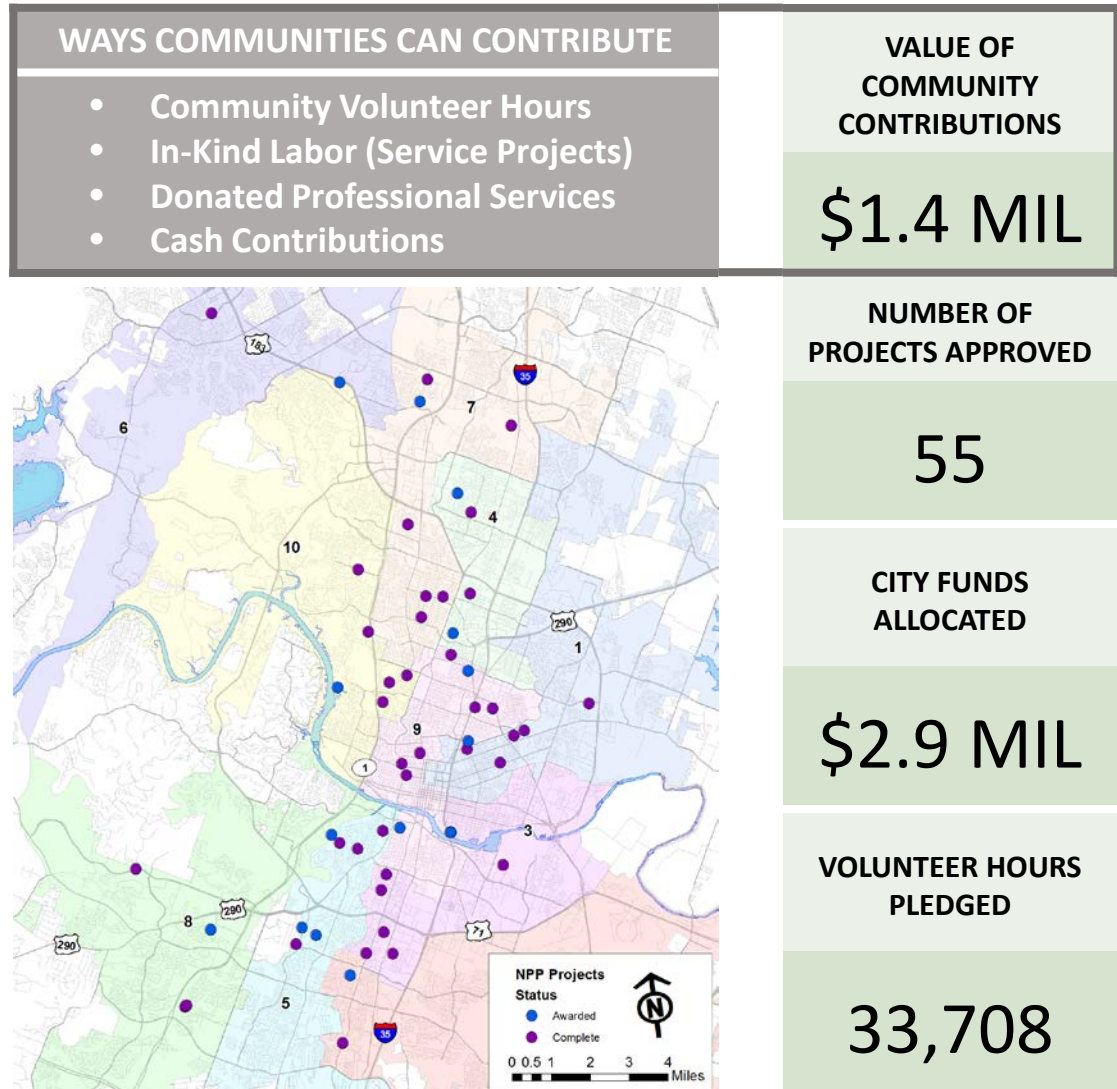 WAYS COMMUNITIES CAN CONTRIBUTE
• Community Volunteer Hours
• In-Kind Labor (Service Projects)
• Donated Professional Services
• Cash Contributions
VALUE OF
COMMUNITY
CONTRIBUTIONS
$1.4 MIL
NUMBER OF
PROJECTS APPROVED
55
CITY FUNDS
ALLOCATED
$2.9 MIL
VOLUNTEER HOURS
PLEDGED
33,708
183
35
6
7
4
10
290
1
9
1
3
8
290
290
71
5
35
NPP Projects
Status
Awarded
Complete
N
0 0.5 1 2 3 4
Miles